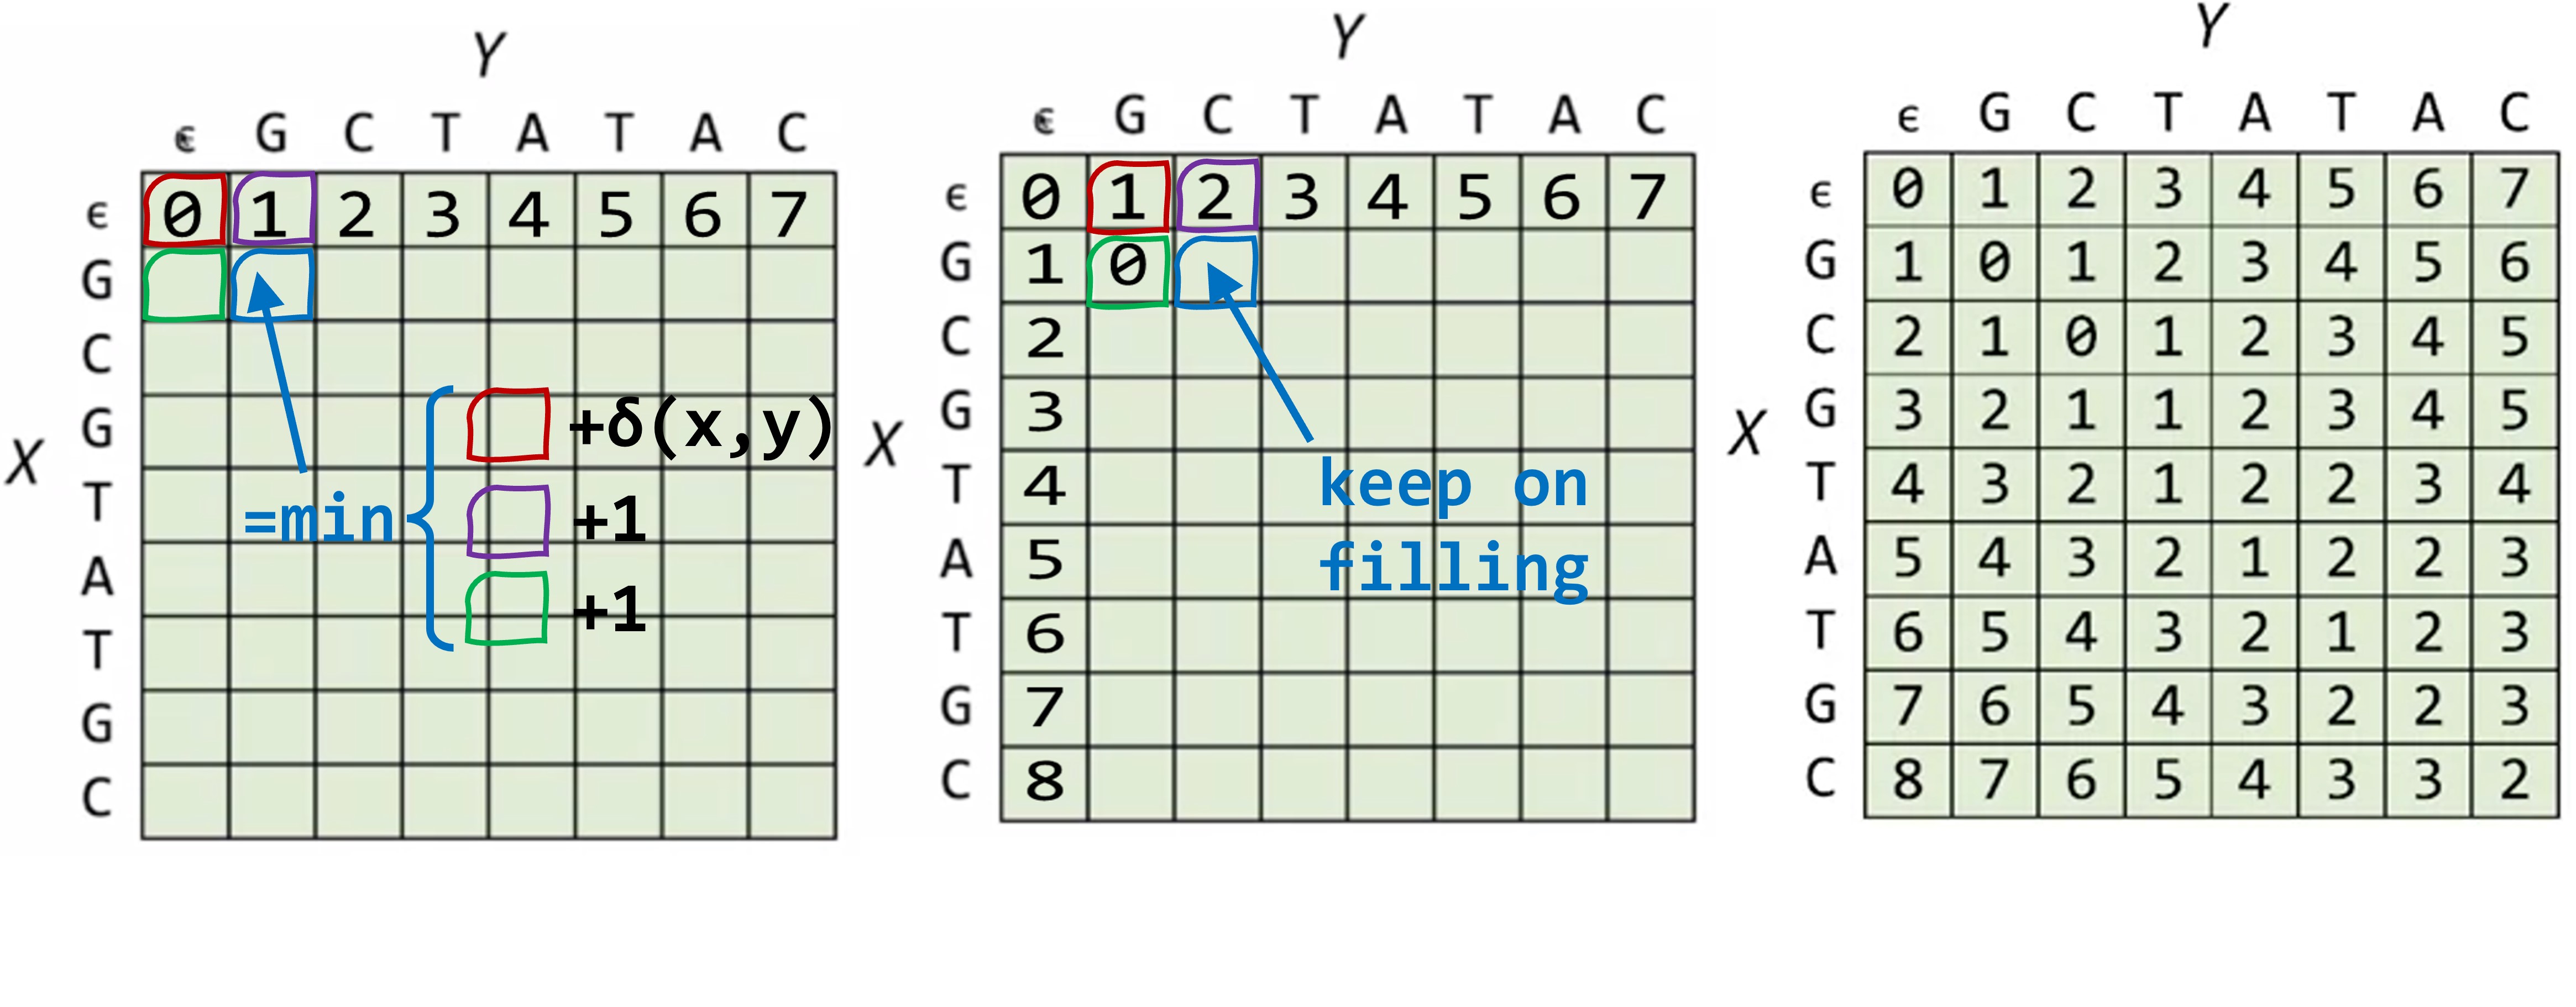 Y
ϵ G C T A T A C
ϵ 0 1 2 3 4 5 6 7
G
C
G
X
T
A
T
G
C
=min
+δ(x,y)
+1
+1
Y
ϵ G C T A T A C
ϵ 0 1 2 3 4 5 6 7
G 1 0
C 2
G 3
X
T 4
A 5
T 6
G 7
C 8
keep on
filling
Y
ϵ G C T A T A C
ϵ 0 1 2 3 4 5 6 7
G 1 0 1 2 3 4 5 6
C 2 1 0 1 2 3 4 5
G 3 2 1 1 2 3 4 5
X
T 4 3 2 1 2 2 3 4
A 5 4 3 2 1 2 2 3
T 6 5 4 3 2 1 2 3
G 7 6 5 4 3 2 2 3
C 8 7 6 5 4 3 3 2